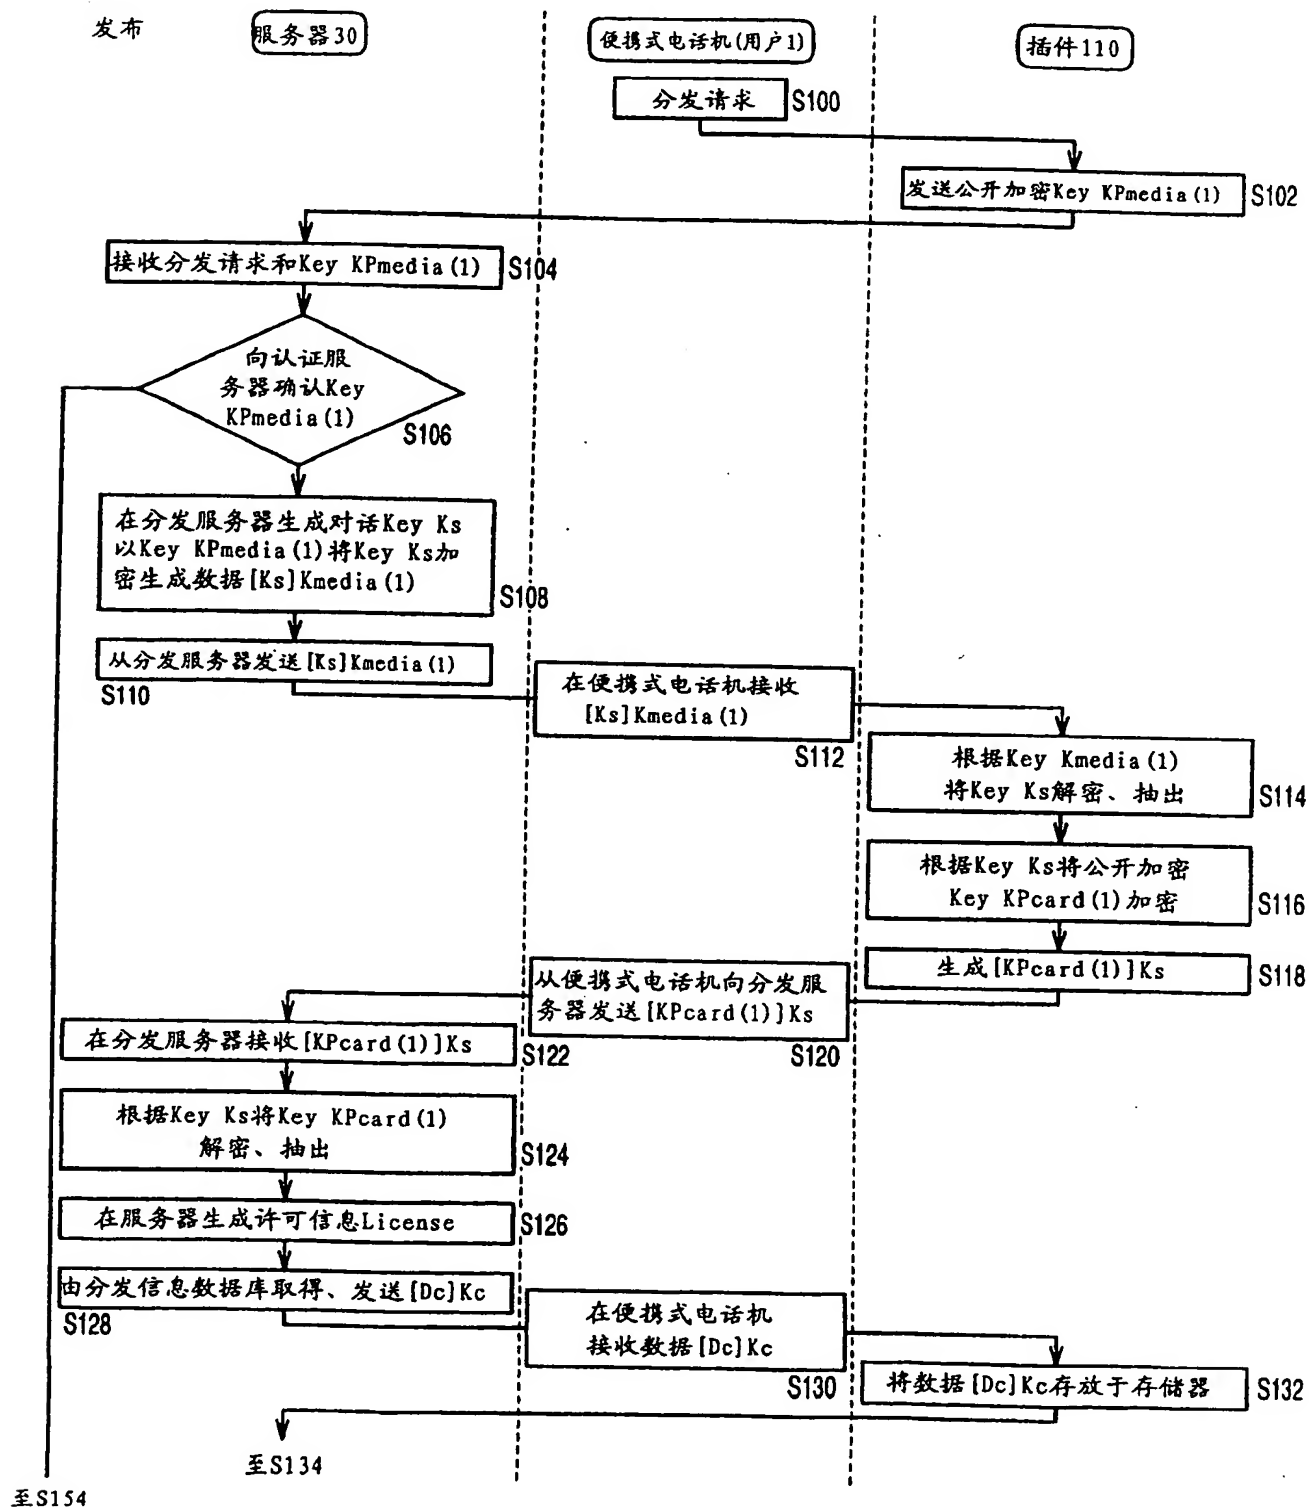 发布
服务器30
便携式电话机(用户1)
插件110
分发请求
S100
发送公开加密Key KPmedia(1)
S102
接收分发请求和Key KPmedia(1)
S104
向认证服
务器确认Key
KPmedia(1)
S106
在分发服务器生成对话Key Ks
以Key KPmedia(1)将Key Ks加
密生成数据[Ks]Kmedia(1)
S108
从分发服务器发送[Ks]Kmedia(1)
S110
在便携式电话机接收
[Ks]Kmedia(1)
S112
根据Key Kmedia(1)
将Key Ks解密、抽出
S114
根据Key Ks将公开加密
Key KPcard(1)加密
S116
生成[KPcard(1)]Ks
S118
从便携式电话机向分发服
务器发送[KPcard(1)]Ks
S120
在分发服务器接收[KPcard(1)]Ks
S122
根据Key Ks将Key KPcard(1)
解密、抽出
S124
在服务器生成许可信息License
S126
由分发信息数据库取得、发送[Dc]Kc
S128
在便携式电话机
接收数据[Dc]Kc
S130
将数据[Dc]Kc存放于存储器
S132
至S134
至S154